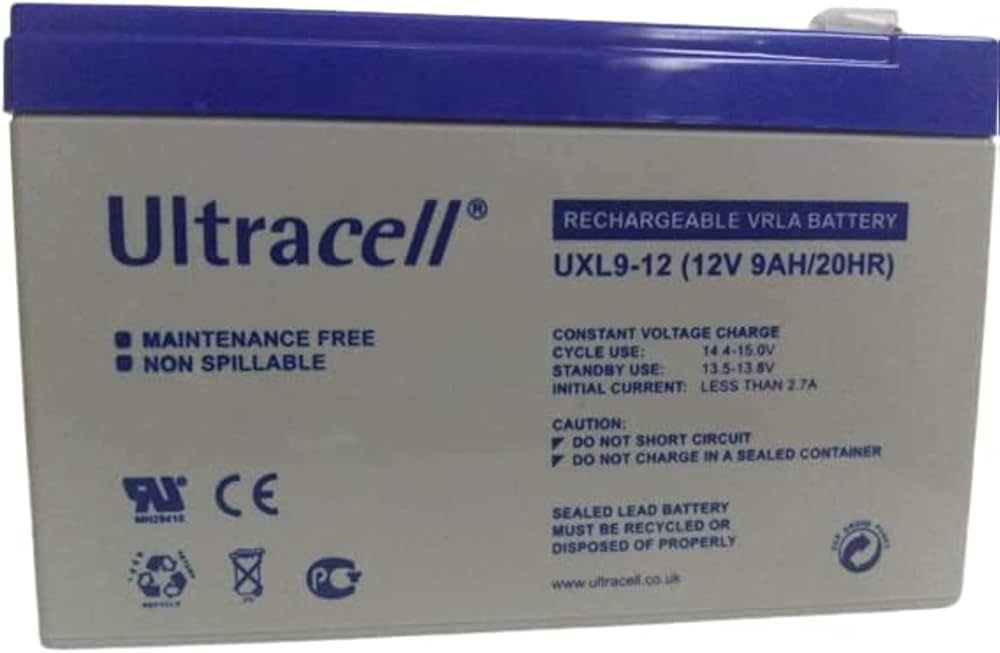 Ultracell®
RECHARGEABLE VRLA BATTERY
UXL9-12 (12V 9AH/20HR)
MAINTENANCE FREE
NON SPILLABLE
CONSTANT VOLTAGE CHARGE
CYCLE USE: 14.4-15.0V
STANDBY USE: 13.5-13.8V
INITIAL CURRENT: LESS THAN 2.7A
CAUTION:
DO NOT SHORT CIRCUIT
DO NOT CHARGE IN A SEALED CONTAINER
CE
SEALED LEAD BATTERY
MUST BE RECYCLED OR
DISPOSED OF PROPERLY
RECYCLE
Pb
www.ultracell.co.uk